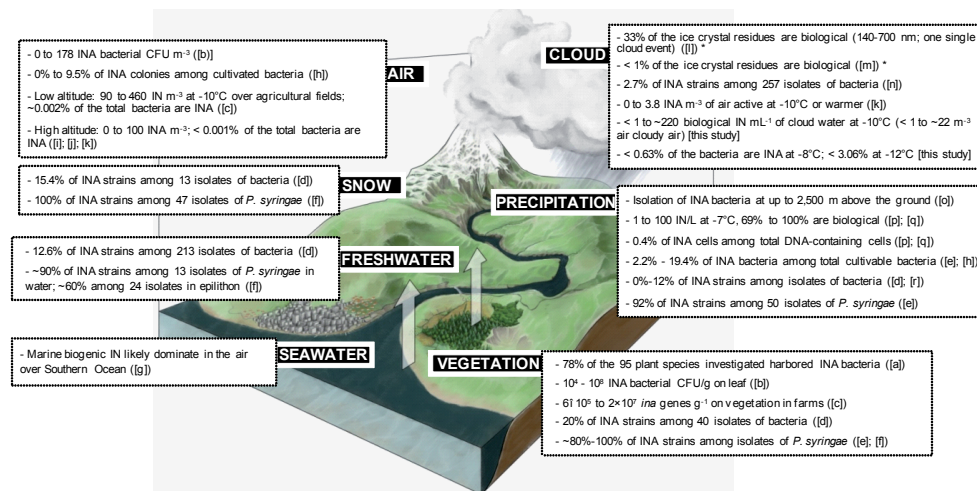 - 0 to 178 INA bacterial CFU m⁻³ ([b)]
- 0% to 9.5% of INA colonies among cultivated bacteria ([h])
- Low altitude: 90 to 460 IN m⁻³ at -10°C over agricultural fields;
~0.002% of the total bacteria are INA ([c])
- High altitude: 0 to 100 INA m⁻³; < 0.001% of the total bacteria are
INA ([i]; [j]; [k])
AIR
CLOUD
- 33% of the ice crystal residues are biological (140-700 nm; one single
cloud event) ([l]) *
- < 1% of the ice crystal residues are biological ([m]) *
- 2.7% of INA strains among 257 isolates of bacteria ([n])
- 0 to 3.8 INA m⁻³ of air active at -10°C or warmer ([k])
- < 1 to ~220 biological IN mL⁻¹ of cloud water at -10°C (< 1 to ~22 m⁻³
air cloudy air) [this study]
- < 0.63% of the bacteria are INA at -8°C; < 3.06% at -12°C [this study]
- 15.4% of INA strains among 13 isolates of bacteria ([d])
- 100% of INA strains among 47 isolates of P. syringae ([f])
SNOW
PRECIPITATION
- Isolation of INA bacteria at up to 2,500 m above the ground ([o])
- 1 to 100 IN/L at -7°C, 69% to 100% are biological ([p]; [q])
- 0.4% of INA cells among total DNA-containing cells ([p]; [q])
- 2.2% - 19.4% of INA bacteria among total cultivable bacteria ([e]; [h])
- 0%-12% of INA strains among isolates of bacteria ([d]; [r])
- 92% of INA strains among 50 isolates of P. syringae ([e])
- 12.6% of INA strains among 213 isolates of bacteria ([d])
- ~90% of INA strains among 13 isolates of P. syringae in
water; ~60% among 24 isolates in epilithon ([f])
FRESHWATER
- Marine biogenic IN likely dominate in the air
over Southern Ocean ([g])
SEAWATER
VEGETATION
- 78% of the 95 plant species investigated harbored INA bacteria ([a])
- 10⁴ - 10⁸ INA bacterial CFU/g on leaf ([b])
- 6î 10⁵ to 2×10⁷ ina genes g⁻¹ on vegetation in farms ([c])
- 20% of INA strains among 40 isolates of bacteria ([d])
- ~80%-100% of INA strains among isolates of P. syringae ([e]; [f])